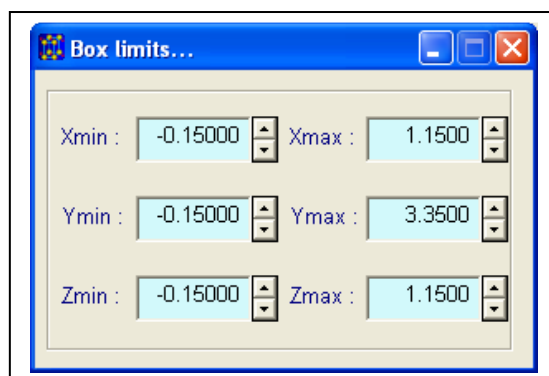 Box limits...
Xmin : -0.15000 Xmax : 1.1500
Ymin : -0.15000 Ymax : 3.3500
Zmin : -0.15000 Zmax : 1.1500